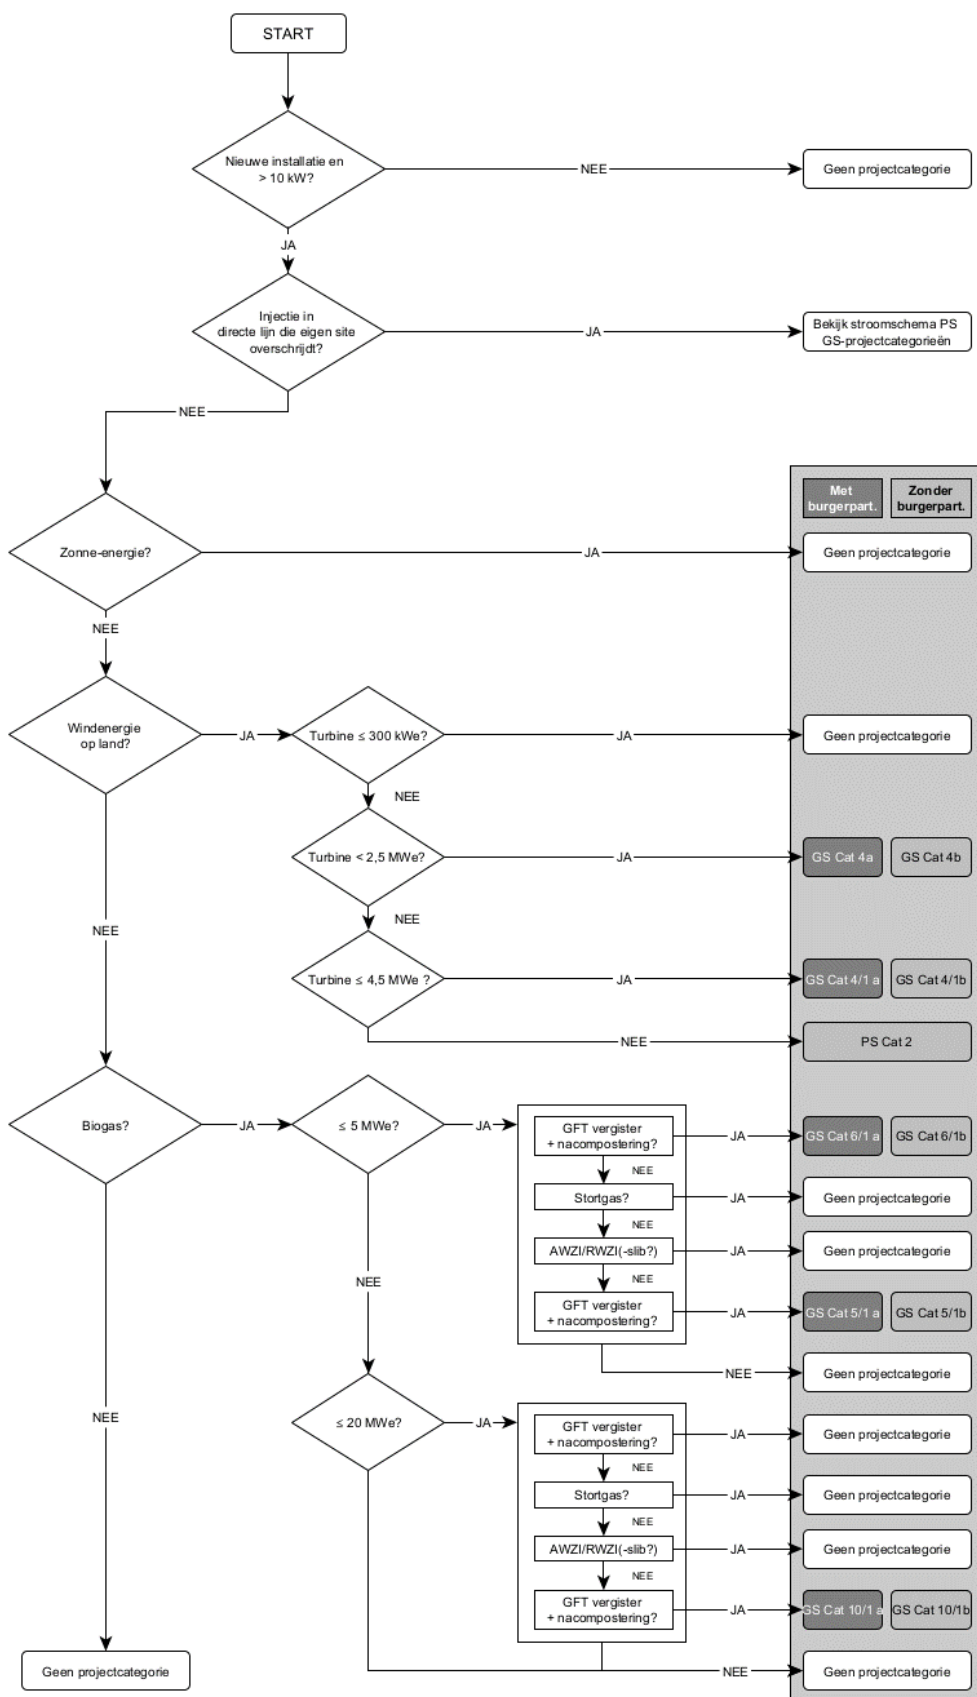 START
Nieuwe installatie en
> 10 kW?
NEE
Geen projectcategorie
JA
Injectie in
directe lijn die eigen site
overschrijdt?
JA
Bekijk stroomschema PS
GS-projectcategorieën
NEE
Met
burgerpart.
Zonder
burgerpart.
Zonne-energie?
JA
Geen projectcategorie
NEE
Windenergie
op land?
JA
Turbine ≤ 300 kWe?
JA
Geen projectcategorie
NEE
Turbine < 2,5 MWe?
JA
GS Cat 4a
GS Cat 4b
NEE
NEE
Turbine ≤ 4,5 MWe ?
JA
GS Cat 4/1 a
GS Cat 4/1b
NEE
PS Cat 2
Biogas?
JA
≤ 5 MWe?
JA
GFT vergister
+ nacompostering?
JA
GS Cat 6/1 a
GS Cat 6/1b
NEE
Stortgas?
JA
Geen projectcategorie
NEE
AWZI/RWZI(-slib?)
JA
Geen projectcategorie
NEE
NEE
GFT vergister
+ nacompostering?
JA
GS Cat 5/1 a
GS Cat 5/1b
NEE
Geen projectcategorie
NEE
≤ 20 MWe?
JA
GFT vergister
+ nacompostering?
JA
Geen projectcategorie
NEE
Stortgas?
JA
Geen projectcategorie
NEE
AWZI/RWZI(-slib?)
JA
Geen projectcategorie
NEE
GFT vergister
+ nacompostering?
JA
GS Cat 10/1 a
GS Cat 10/1b
Geen projectcategorie
NEE
Geen projectcategorie